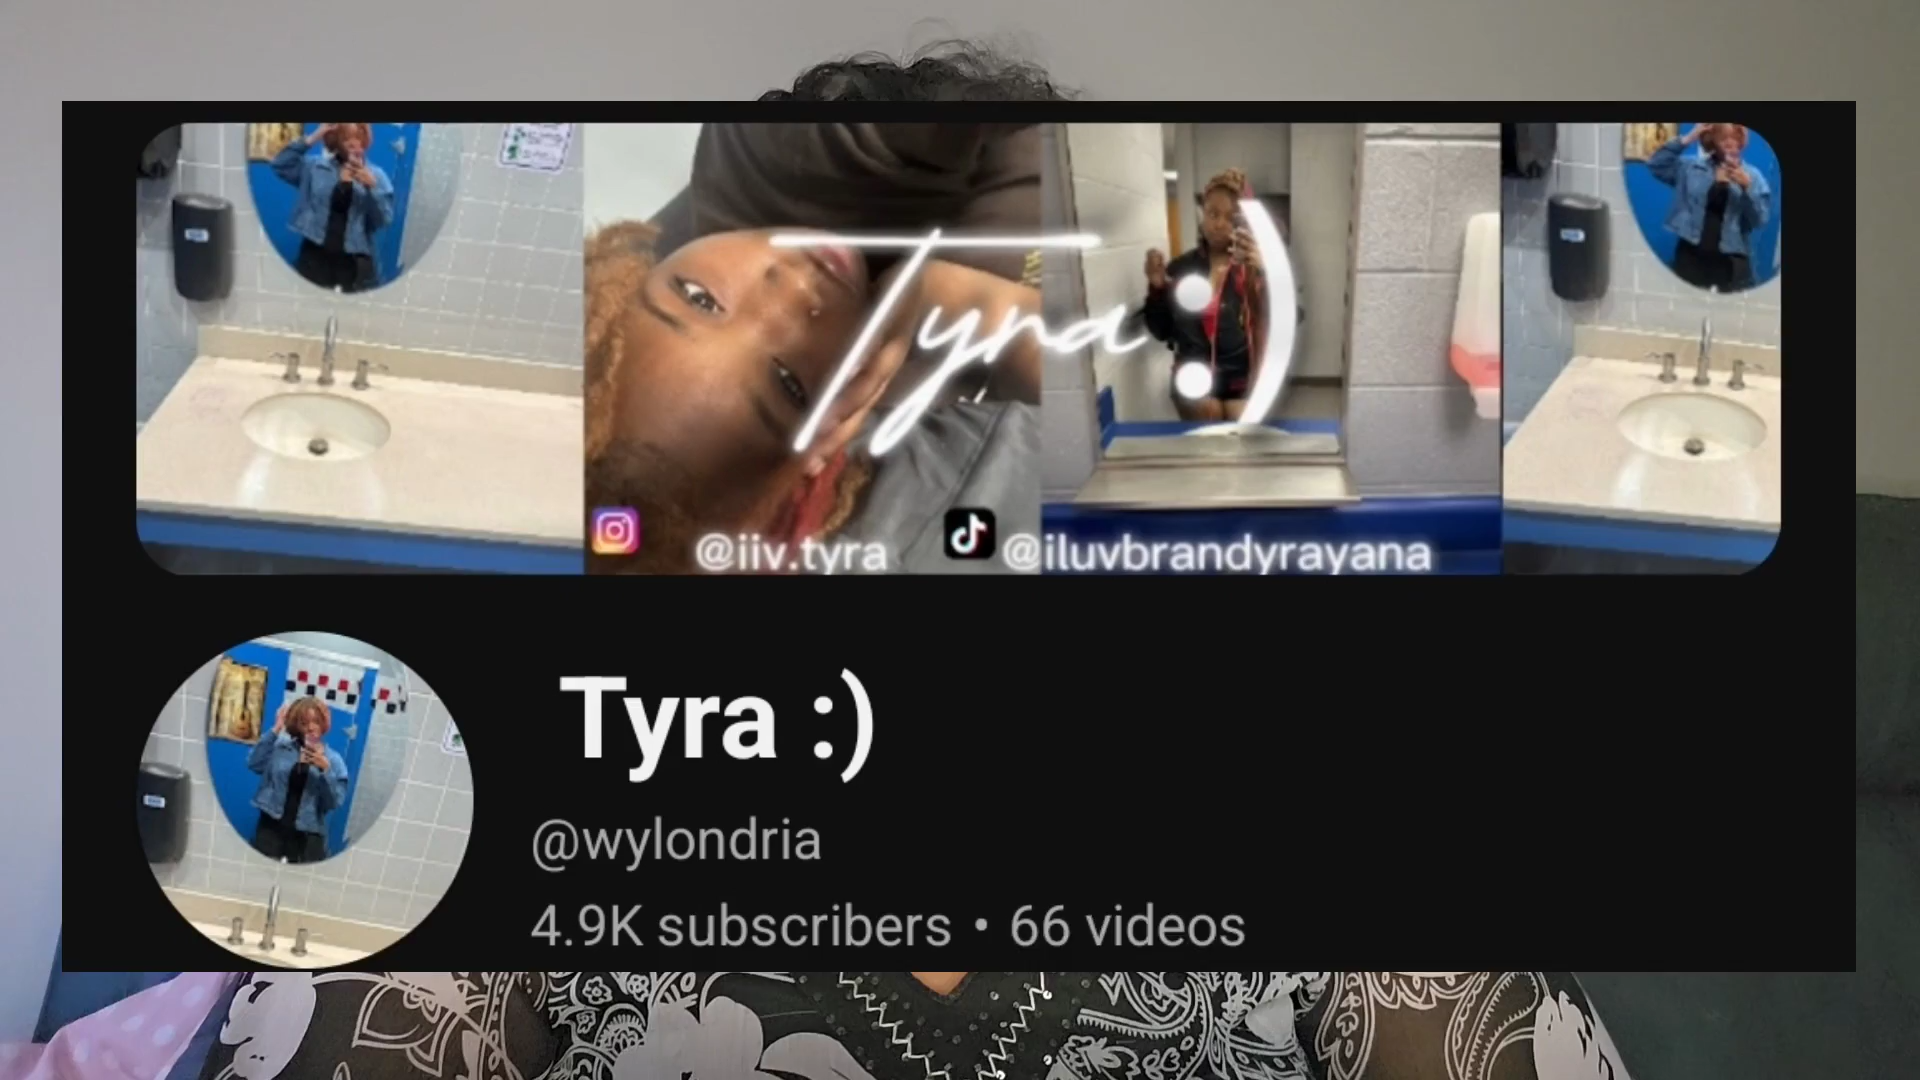 Tyra :)
@iiv.tyra
@iluvbrandyrayana
Tyra :)
@wylondria
4.9K subscribers • 66 videos